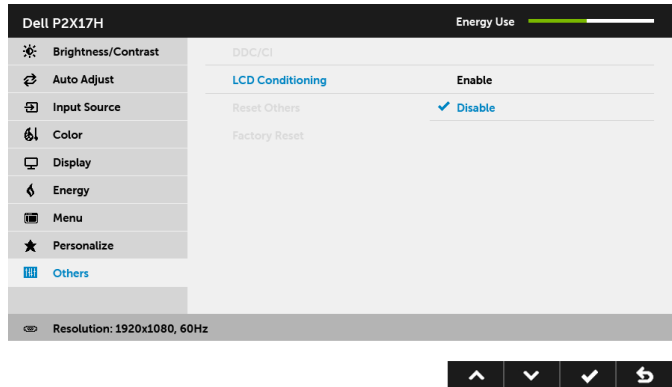 Dell P2X17H
Energy Use
Brightness/Contrast
DDC/CI
Auto Adjust
LCD Conditioning
Enable
Input Source
Reset Others
Disable
Color
Factory Reset
Display
Energy
Menu
Personalize
Others
Resolution: 1920x1080, 60Hz